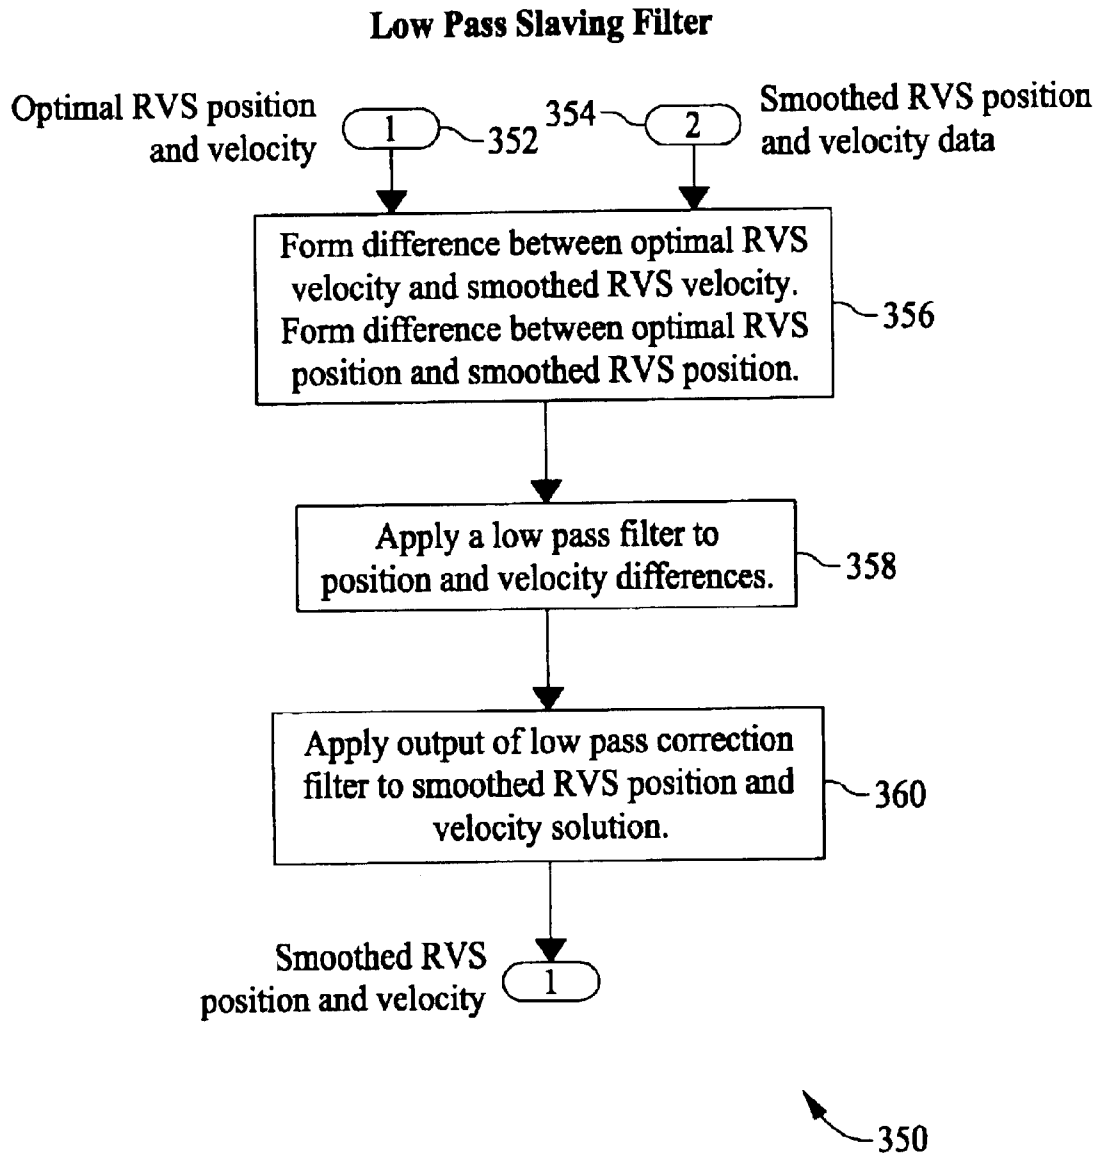 Low Pass Slaving Filter
Optimal RVS position
and velocity
1
352
354
2
Smoothed RVS position
and velocity data
Form difference between optimal RVS
velocity and smoothed RVS velocity.
Form difference between optimal RVS
position and smoothed RVS position.
356
Apply a low pass filter to
position and velocity differences.
358
Apply output of low pass correction
filter to smoothed RVS position and
velocity solution.
360
Smoothed RVS
position and velocity
1
350